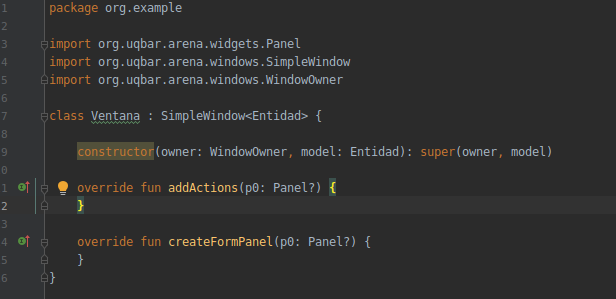 1 package org.example
2
3 import org.uqbar.arena.widgets.Panel
4 import org.uqbar.arena.windows.SimpleWindow
5 import org.uqbar.arena.windows.WindowOwner
6
7 class Ventana : SimpleWindow<Entidad> {
8
9 constructor(owner: WindowOwner, model: Entidad): super(owner, model)
0
1 override fun addActions(p0: Panel?) {
2 }
3
4 override fun createFormPanel(p0: Panel?) {
5 }
6 }